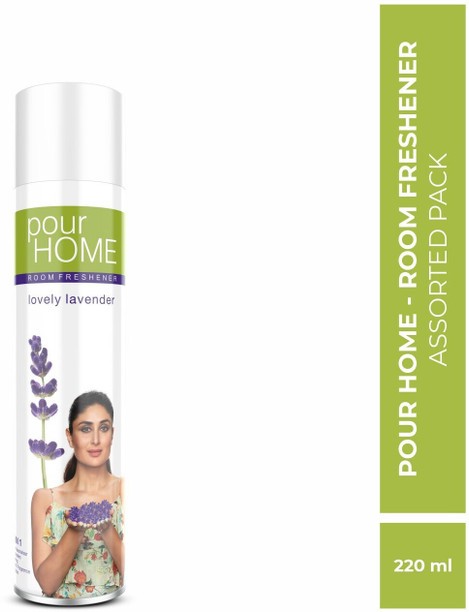 pour
HOME
ROOM FRESHENER
lovely lavender
POUR HOME - ROOM FRESHENER
ASSORTED PACK
220 ml